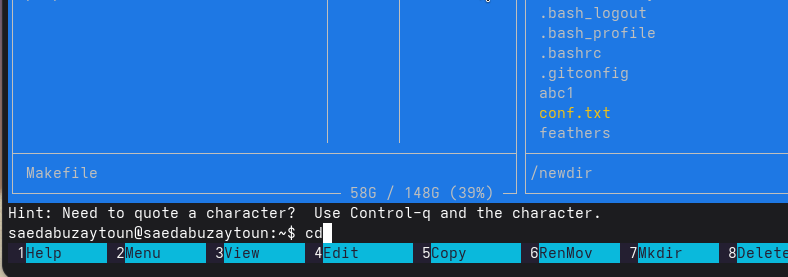 .bash_logout
.bash_profile
.bashrc
.gitconfig
abc1
conf.txt
feathers
Makefile
/newdir
58G / 148G (39%)
Hint: Need to quote a character?  Use Control-q and the character.
saedabuzaytoun@saedabuzaytoun:~$ cd
1Help 2Menu 3View 4Edit 5Copy 6RenMov 7Mkdir 8Delete